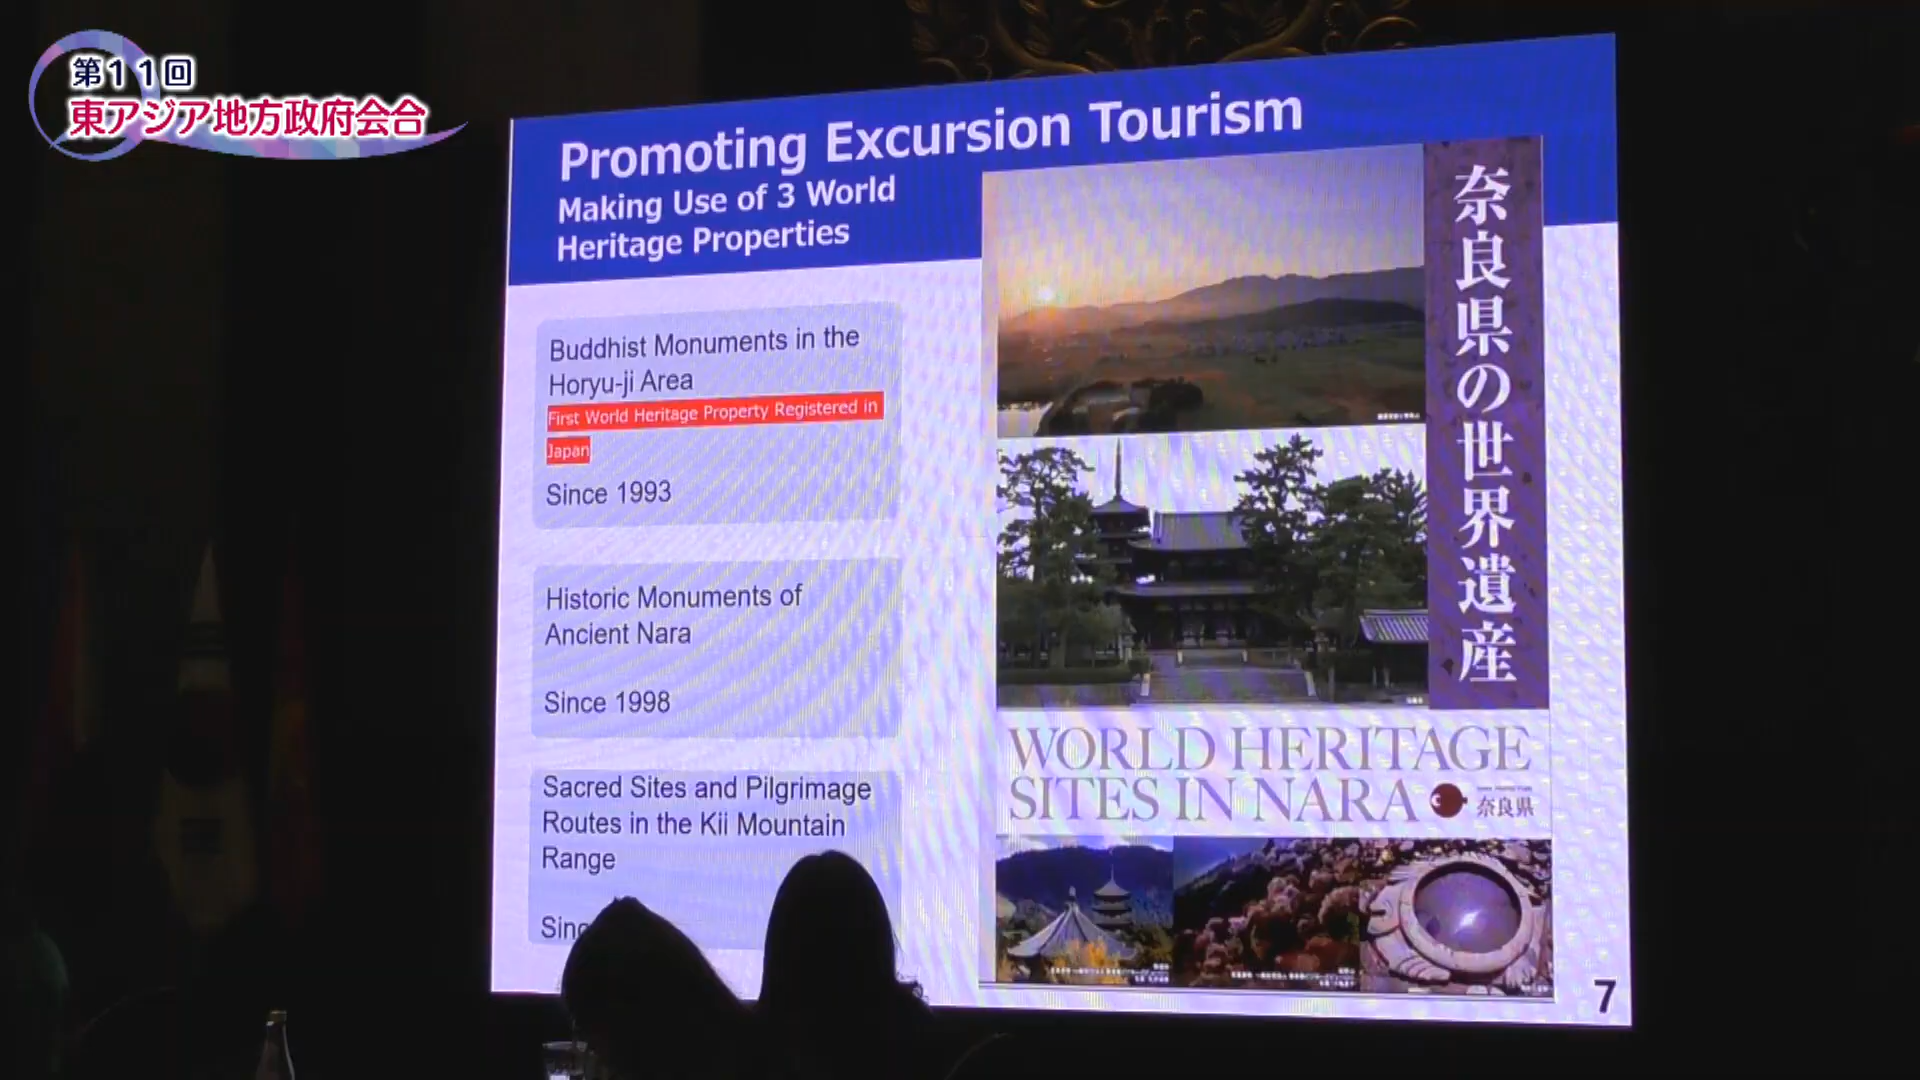 第11回
東アジア地方政府会合
Promoting Excursion Tourism
Making Use of 3 World
Heritage Properties
Buddhist Monuments in the
Horyu-ji Area
First World Heritage Property Registered in
Japan
Since 1993
Historic Monuments of
Ancient Nara
Since 1998
Sacred Sites and Pilgrimage
Routes in the Kii Mountain
Range
奈良県の世界遺産
WORLD HERITAGE
SITES IN NARA
奈良県
7